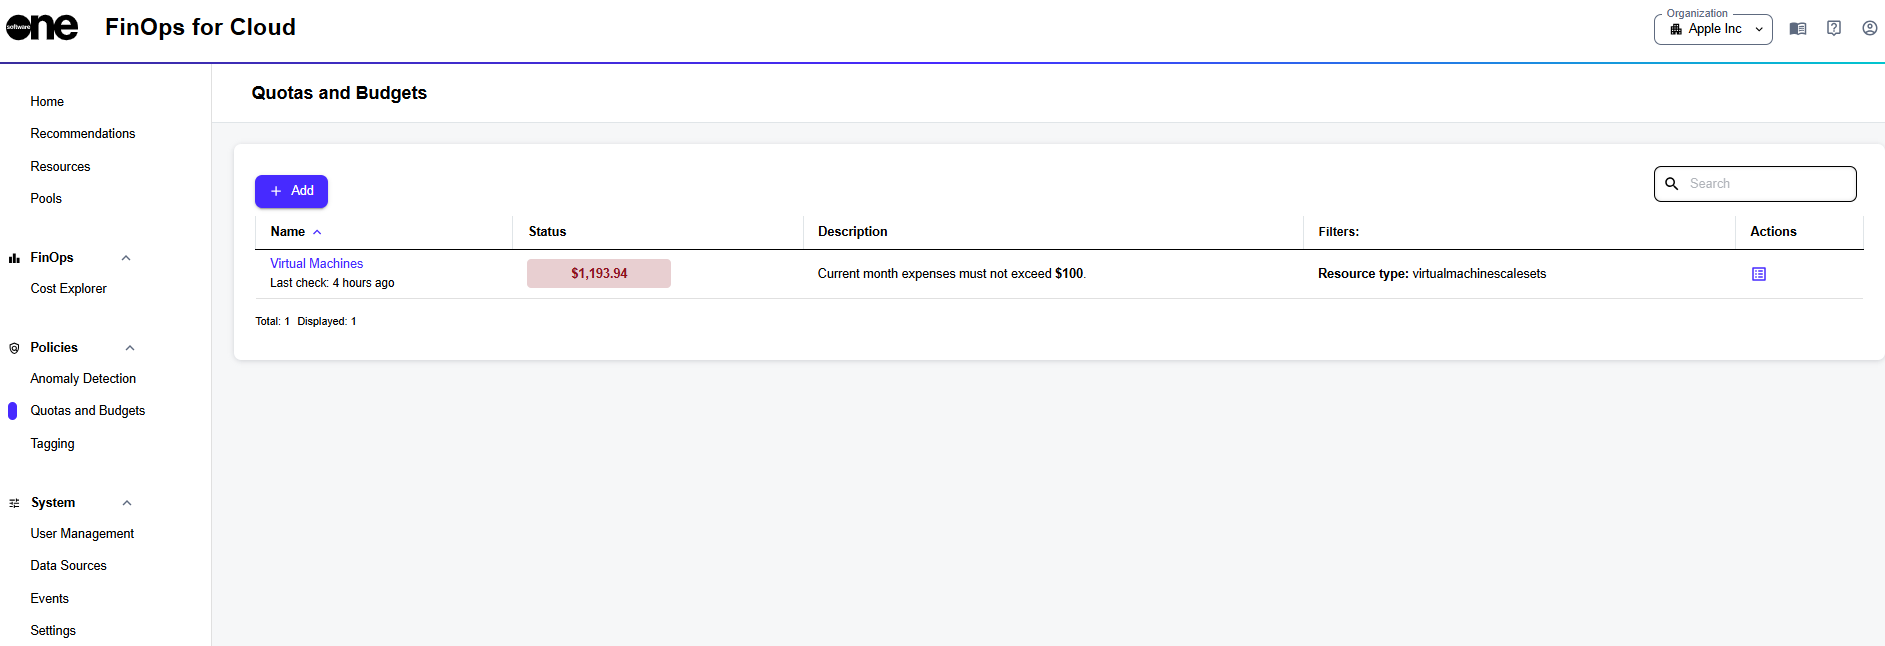 software one
FinOps for Cloud
Organization
Apple Inc
Home
Recommendations
Resources
Pools
FinOps
Cost Explorer
Policies
Anomaly Detection
Quotas and Budgets
Tagging
System
User Management
Data Sources
Events
Settings
Quotas and Budgets
+ Add
Search
Name Status Description Filters: Actions
Virtual Machines
Last check: 4 hours ago
$1,193.94
Current month expenses must not exceed $100.
Resource type: virtualmachinescalesets
Total: 1 Displayed: 1